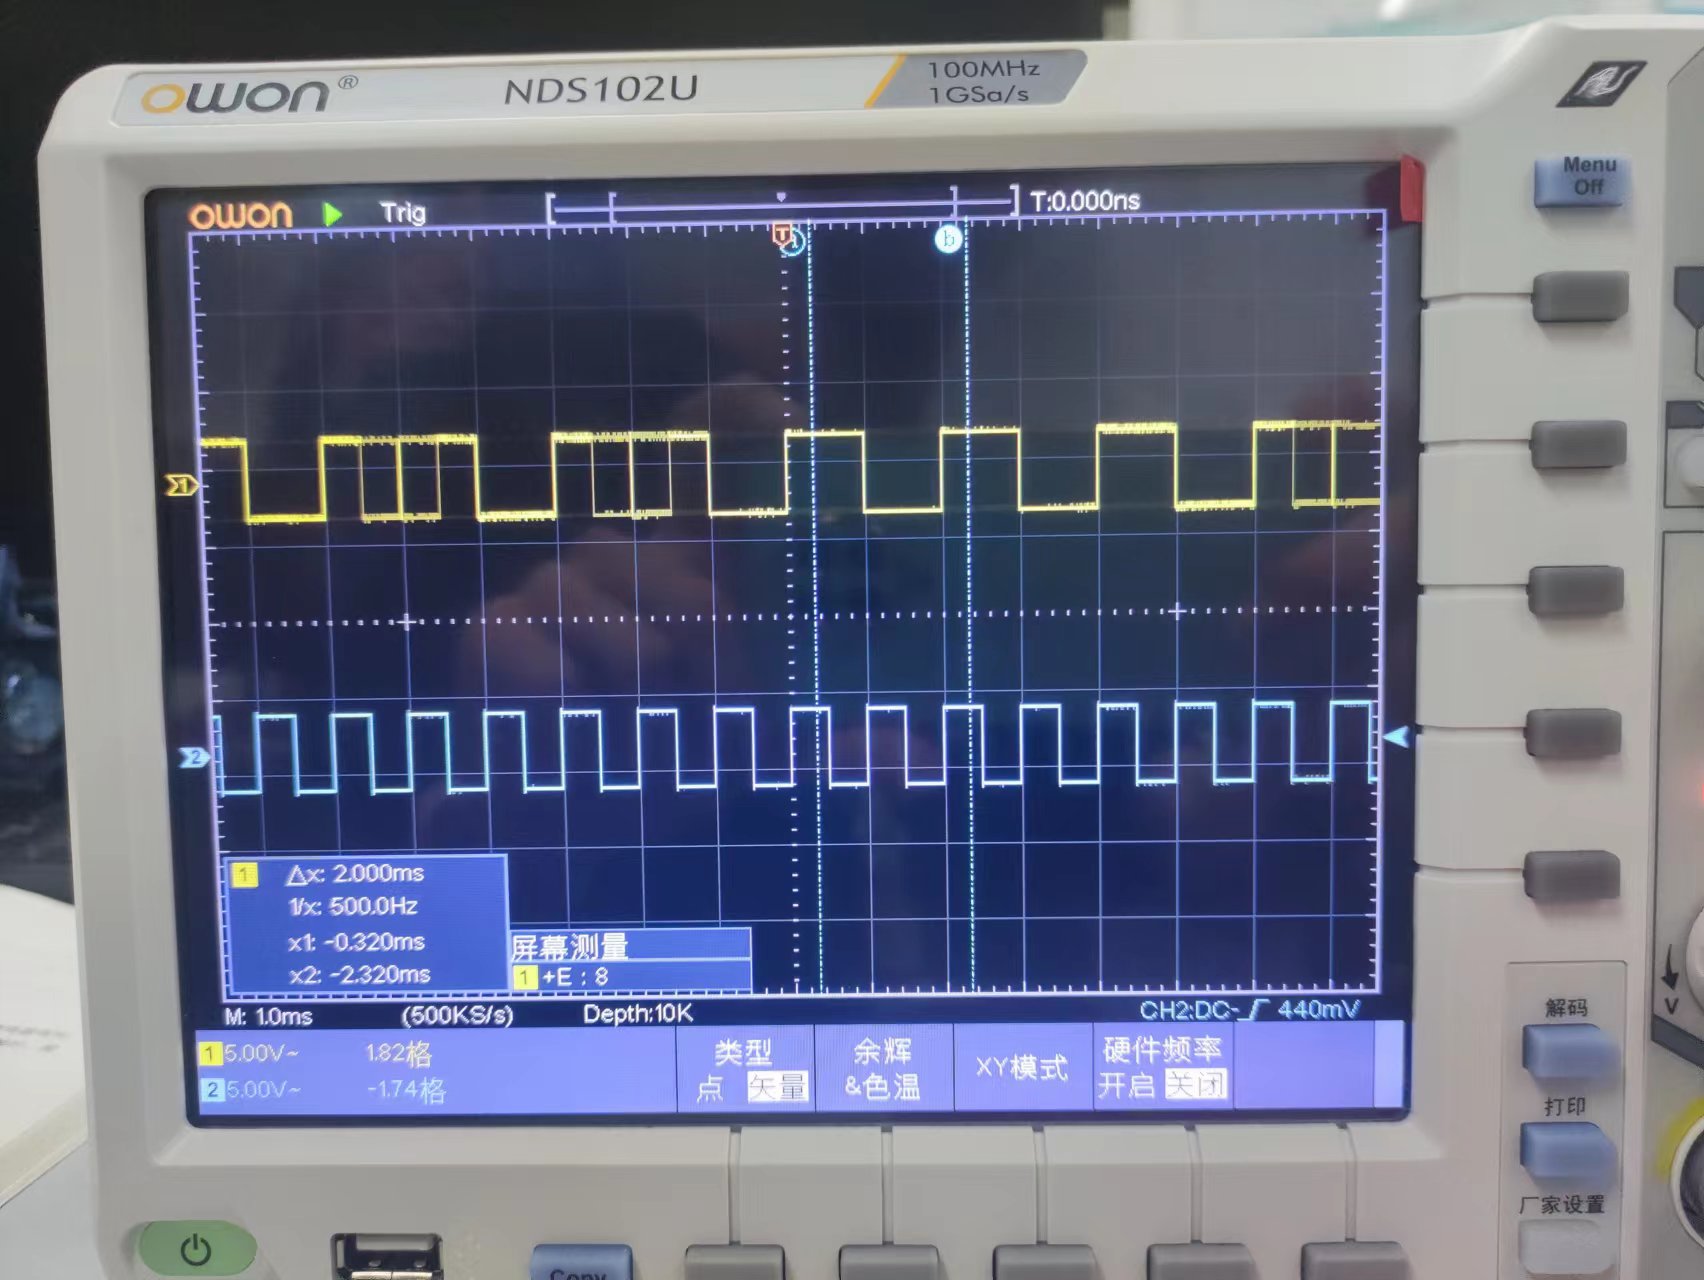 owon® NDS102U 100MHz
1GSa/s
Menu
Off
owon Trig T:0.000ns
T b
1
2
1 Δx: 2.000ms
1/x: 500.0Hz
x1: -0.320ms
x2: -2.320ms
屏幕测量
1 +E : 8
M: 1.0ms (500KS/s) Depth:10K CH2:DC- 440mV
1 5.00V~ 1.82格
2 5.00V~ -1.74格
类型
点 矢量
余辉
&色温
XY模式
硬件频率
开启 关闭
解码
打印
厂家设置
Copy
V